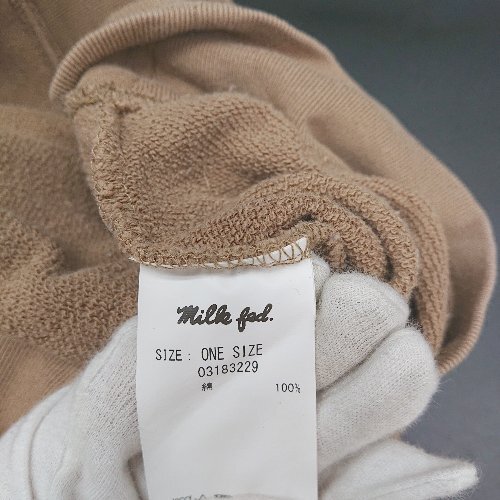 Milk fed.
SIZE : ONE SIZE
03183229
綿 100%